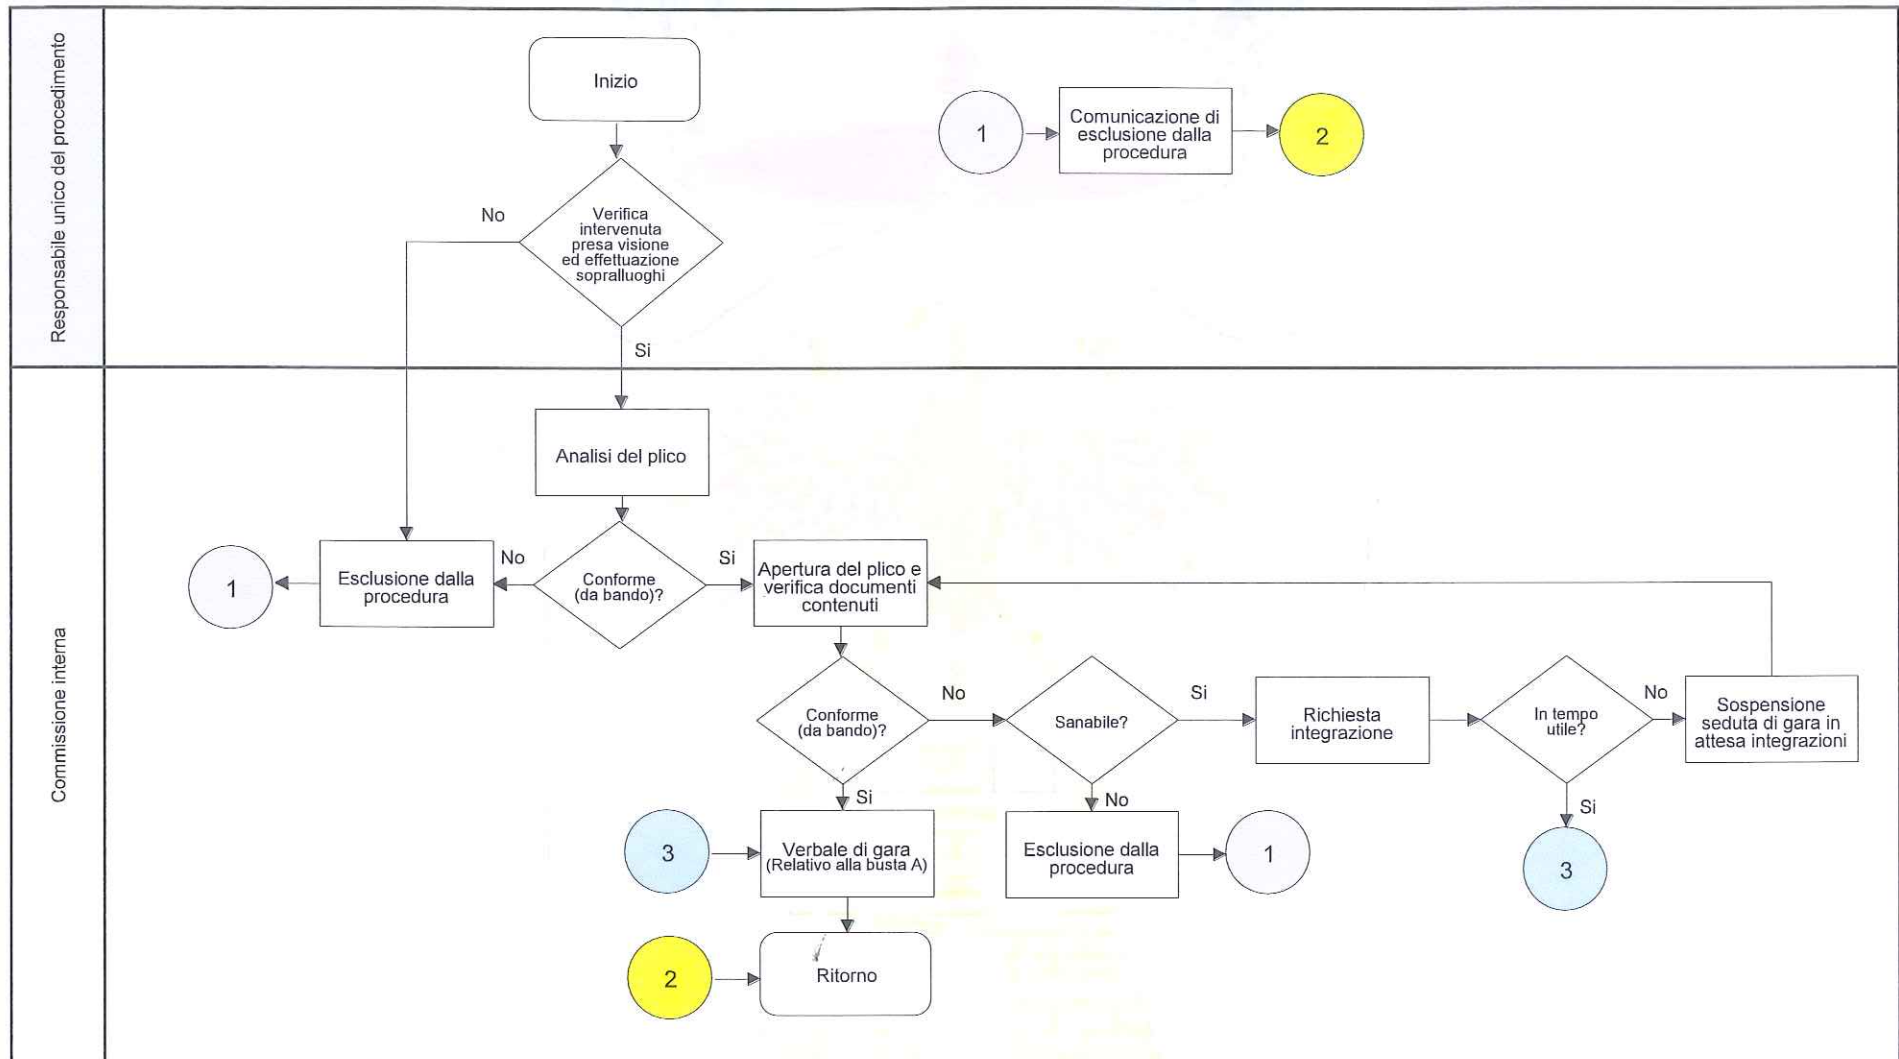 Responsabile unico del procedimento
Inizio
1
Comunicazione di
esclusione dalla
procedura
2
No
Verifica
intervenuta
presa visione
ed effettuazione
sopralluoghi
Si
Commissione interna
Analisi del plico
1
Esclusione dalla
procedura
No
Conforme
(da bando)?
Si
Apertura del plico e
verifica documenti
contenuti
Conforme
(da bando)?
No
Sanabile?
Si
Richiesta
integrazione
In tempo
utile?
No
Sospensione
seduta di gara in
attesa integrazioni
Si
No
Si
3
Verbale di gara
(Relativo alla busta A)
Esclusione dalla
procedura
1
3
2
Ritorno